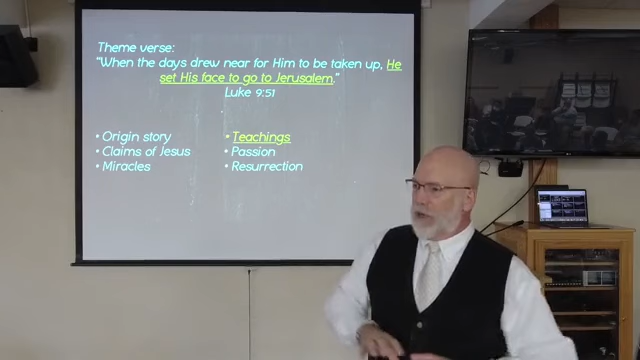 Theme verse:
"When the days drew near for Him to be taken up, He
set His face to go to Jerusalem."
Luke 9:51
• Origin story
• Claims of Jesus
• Miracles
• Teachings
• Passion
• Resurrection